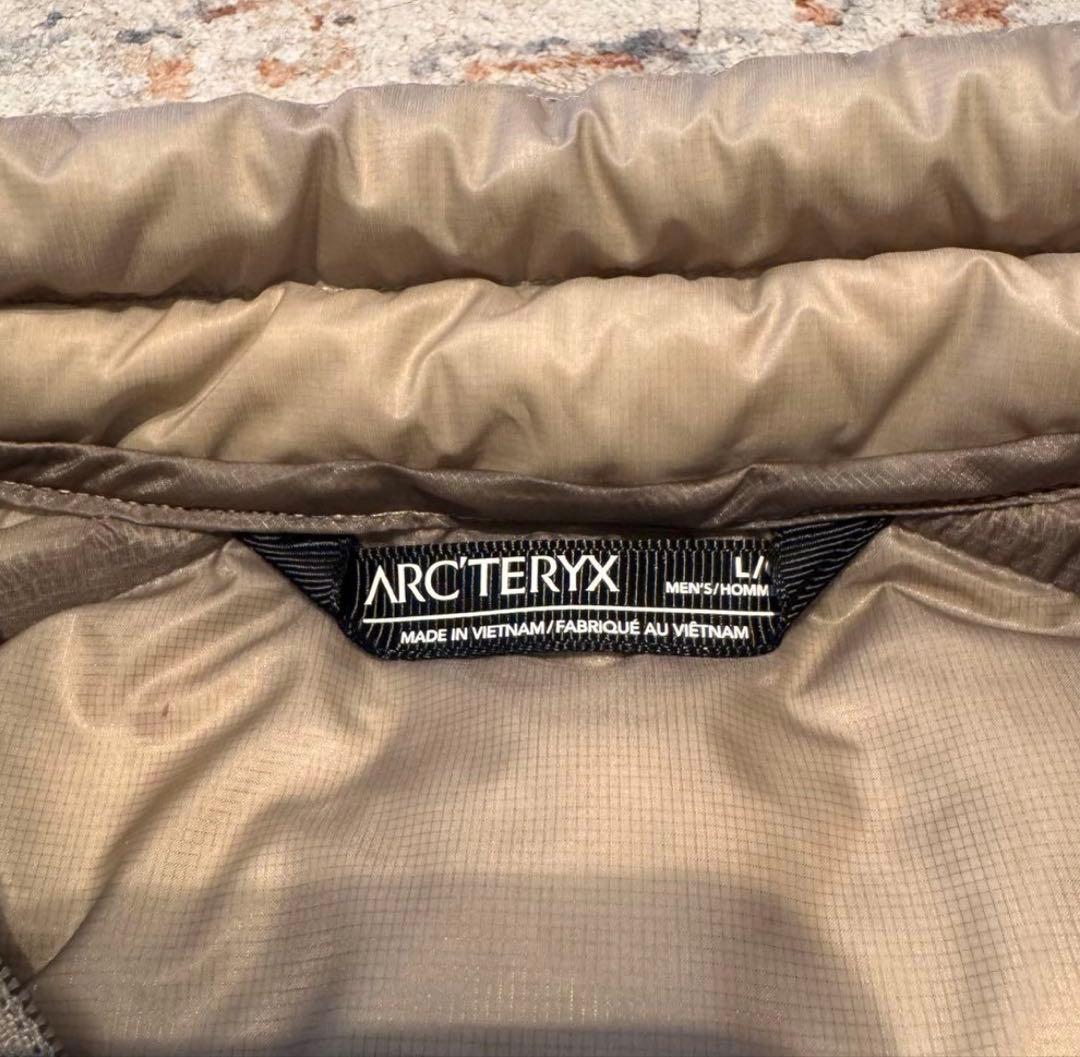 ARC'TERYX
L/
MEN'S/HOMM
MADE IN VIETNAM/FABRIQUÉ AU VIÊTNAM